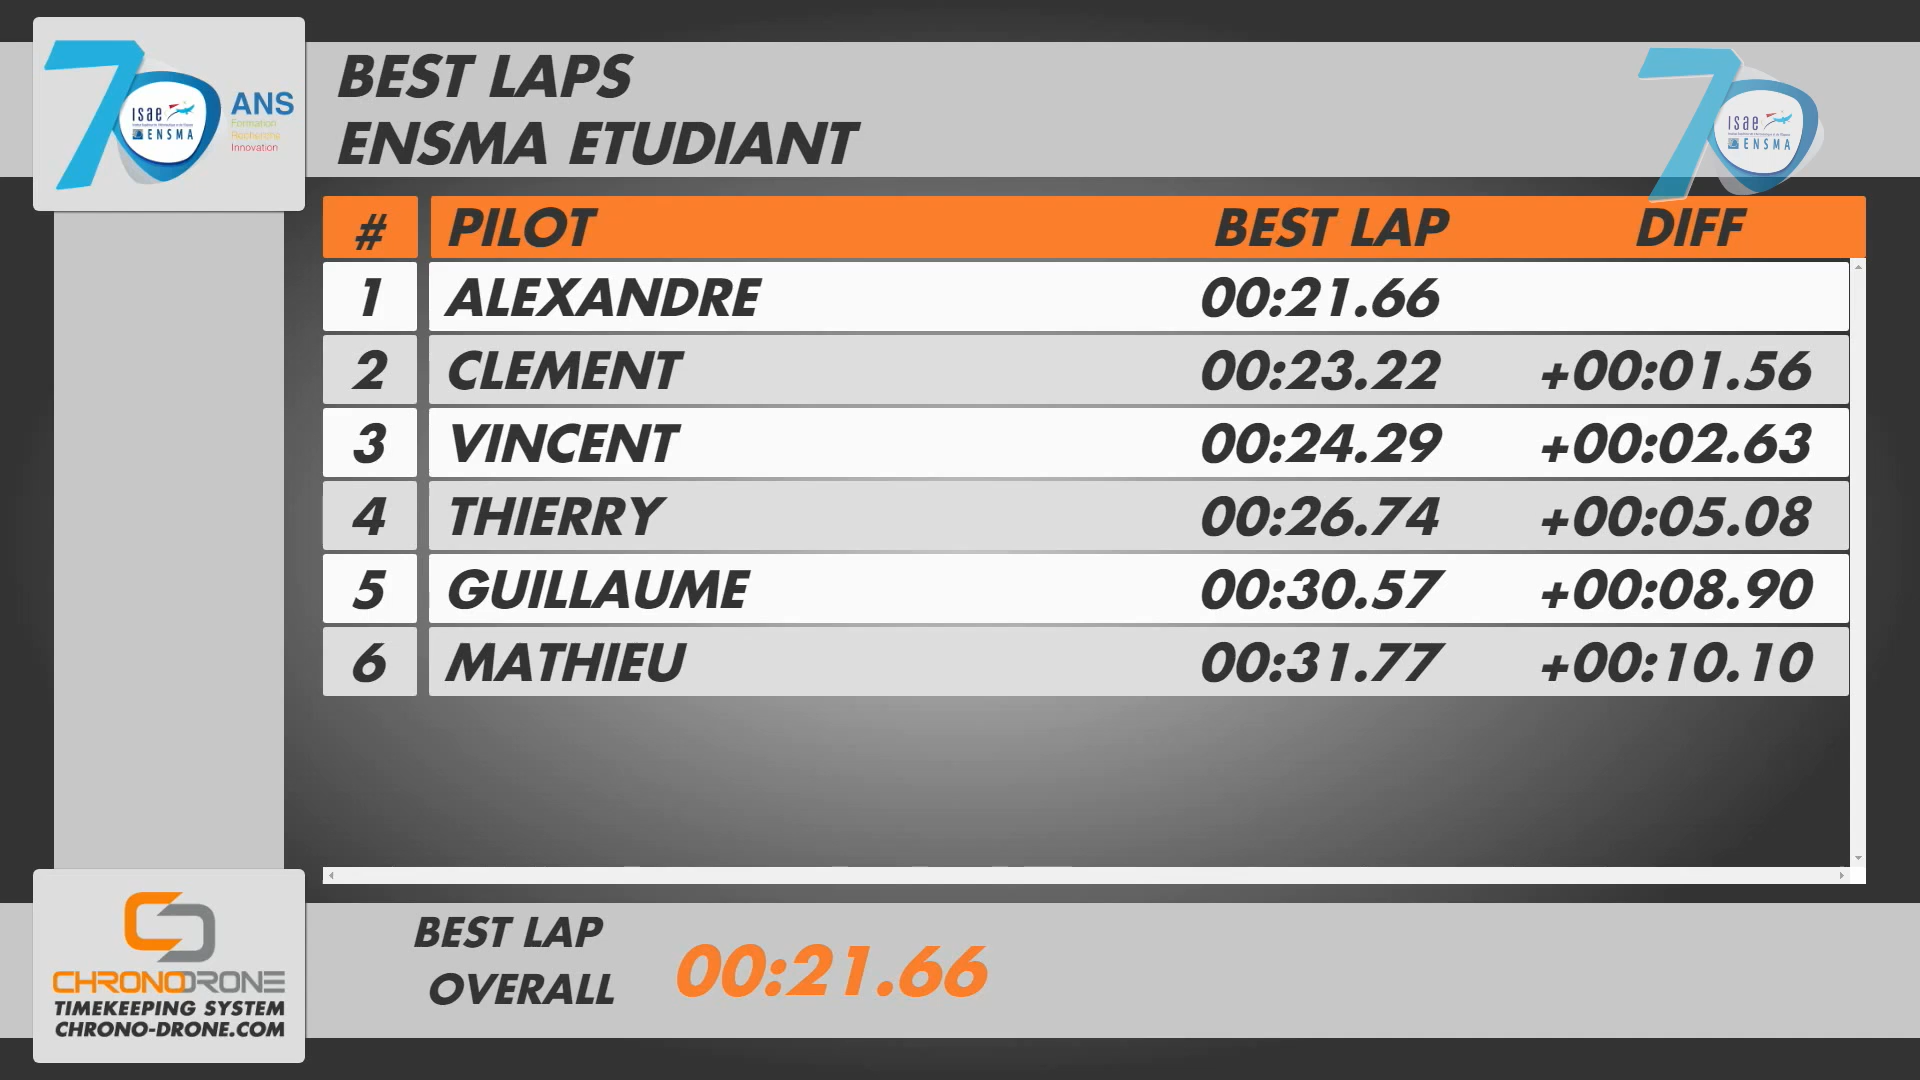 BEST LAPS
ENSMA ETUDIANT
70 ANS
Formation
Recherche
Innovation
isae
ENSMA
isae
ENSMA
# PILOT BEST LAP DIFF
1 ALEXANDRE 00:21.66
2 CLEMENT 00:23.22 +00:01.56
3 VINCENT 00:24.29 +00:02.63
4 THIERRY 00:26.74 +00:05.08
5 GUILLAUME 00:30.57 +00:08.90
6 MATHIEU 00:31.77 +00:10.10
BEST LAP
OVERALL
00:21.66
CHRONODRONE
TIMEKEEPING SYSTEM
CHRONO-DRONE.COM